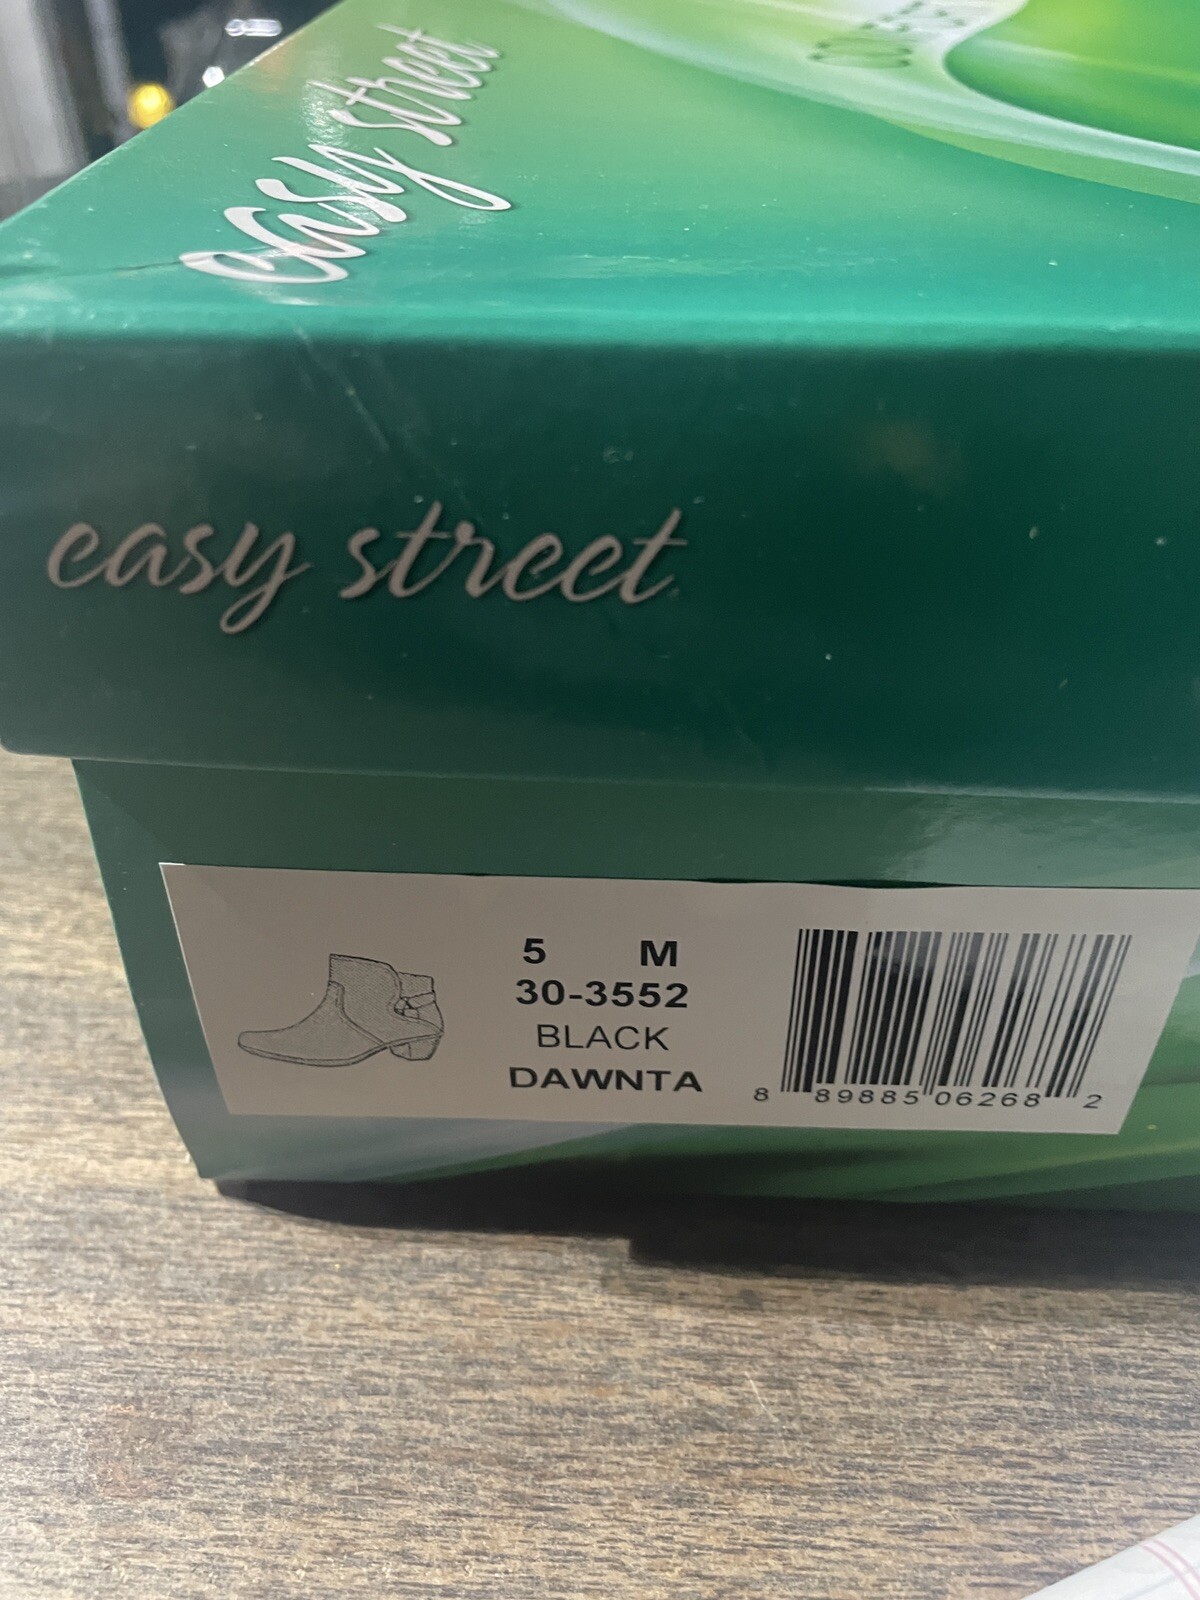 easy street
easy street
5 M
30-3552
BLACK
DAWNTA
8 89885 06268 2